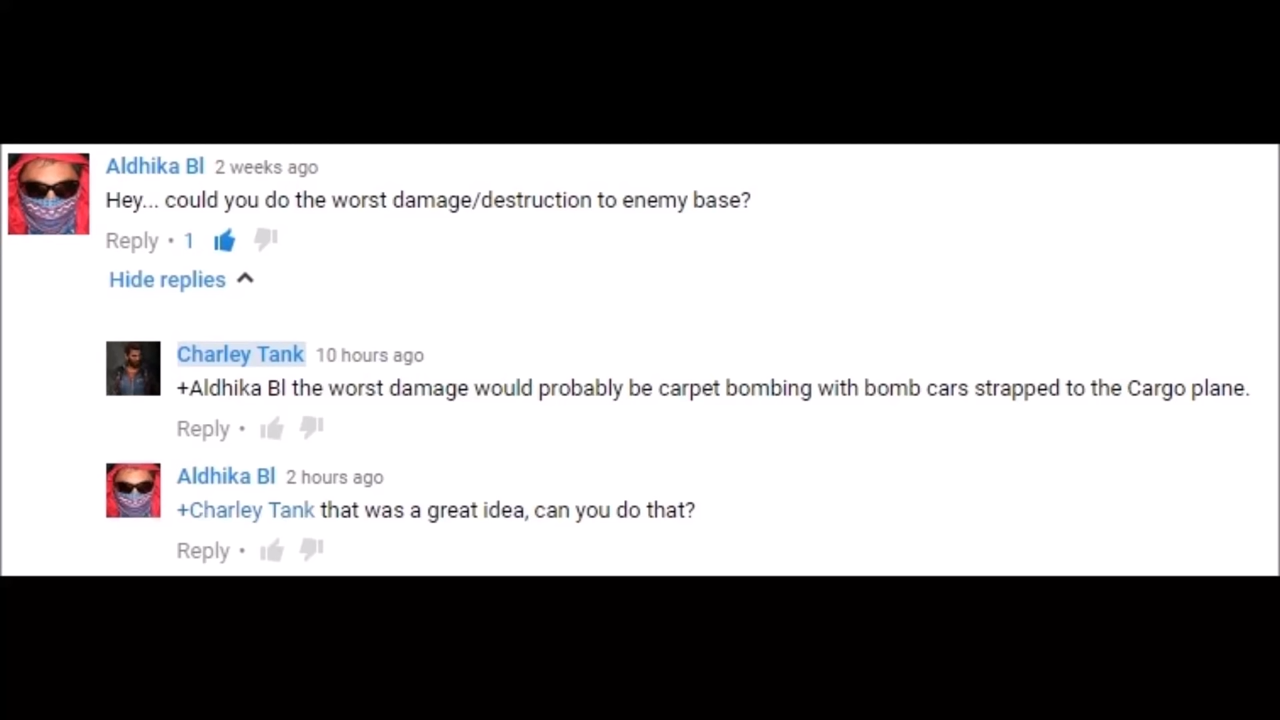 Aldhika Bl 2 weeks ago
Hey... could you do the worst damage/destruction to enemy base?
Reply • 1
Hide replies
Charley Tank 10 hours ago
+Aldhika Bl the worst damage would probably be carpet bombing with bomb cars strapped to the Cargo plane.
Reply •
Aldhika Bl 2 hours ago
+Charley Tank that was a great idea, can you do that?
Reply •